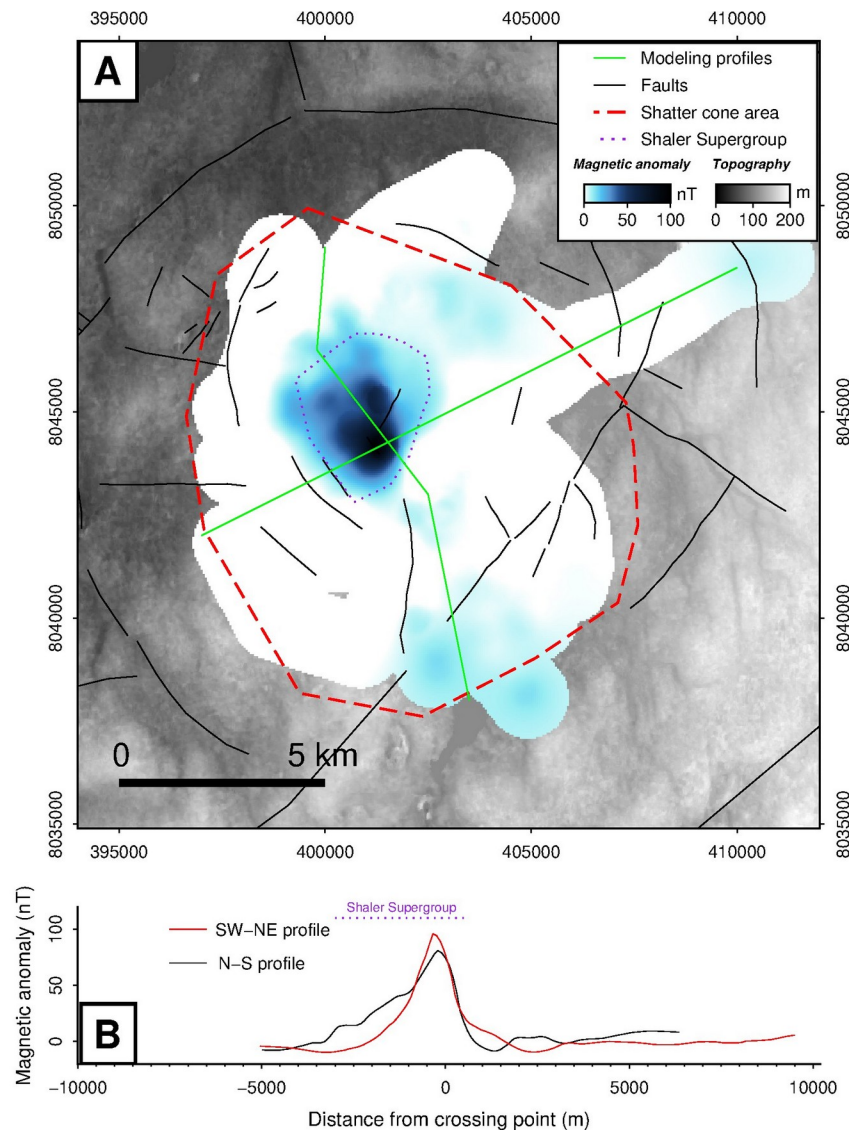 395000 400000 405000 410000
A
Modeling profiles
Faults
Shatter cone area
Shaler Supergroup
Magnetic anomaly Topography
nT m
0 50 100 0 100 200
8050000 8050000
8045000 8045000
8040000 8040000
8035000 8035000
0 5 km
395000 400000 405000 410000
Magnetic anomaly (nT)
100
50
0
Shaler Supergroup
SW−NE profile
N−S profile
B
−10000 −5000 0 5000 10000
Distance from crossing point (m)